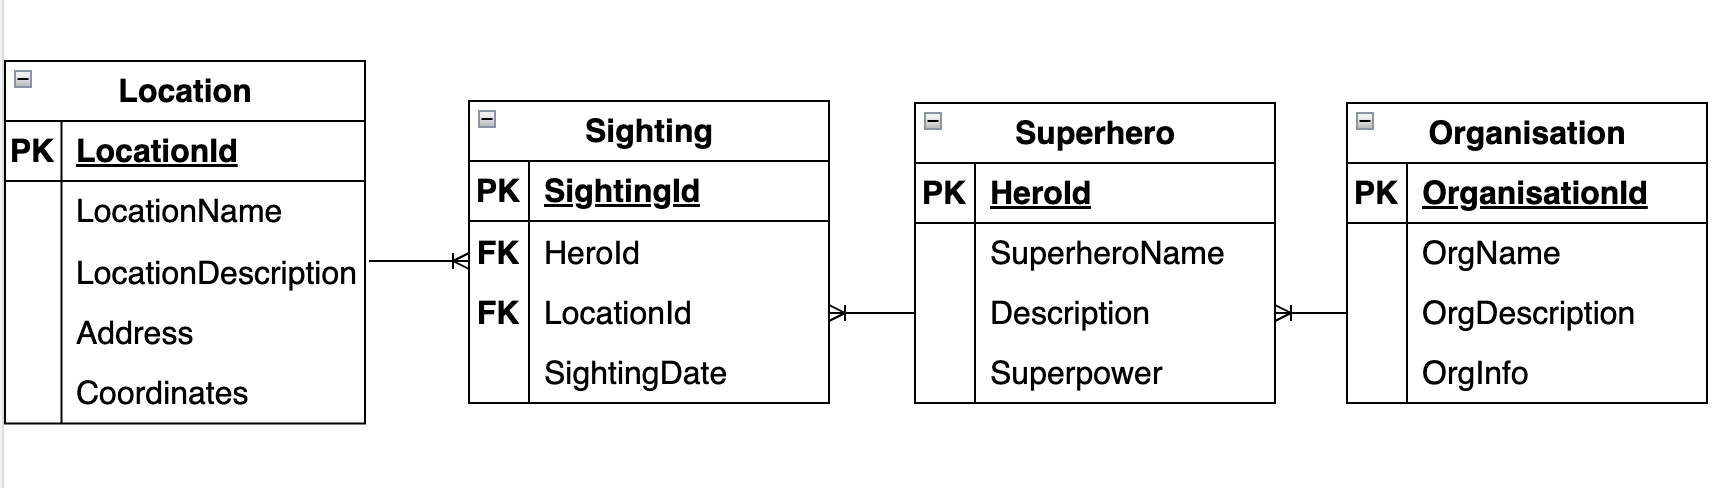 Location
PK LocationId
LocationName
LocationDescription
Address
Coordinates
Sighting
PK SightingId
FK HeroId
FK LocationId
SightingDate
Superhero
PK HeroId
SuperheroName
Description
Superpower
Organisation
PK OrganisationId
OrgName
OrgDescription
OrgInfo